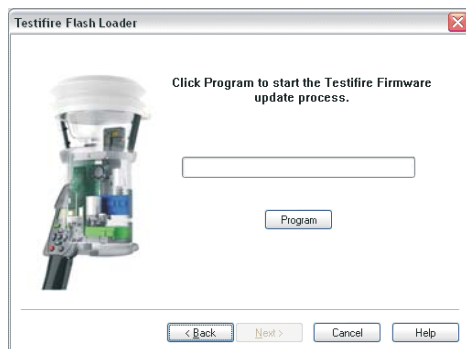 Testifire Flash Loader
Click Program to start the Testifire Firmware
update process.
Program
< Back
Next >
Cancel
Help